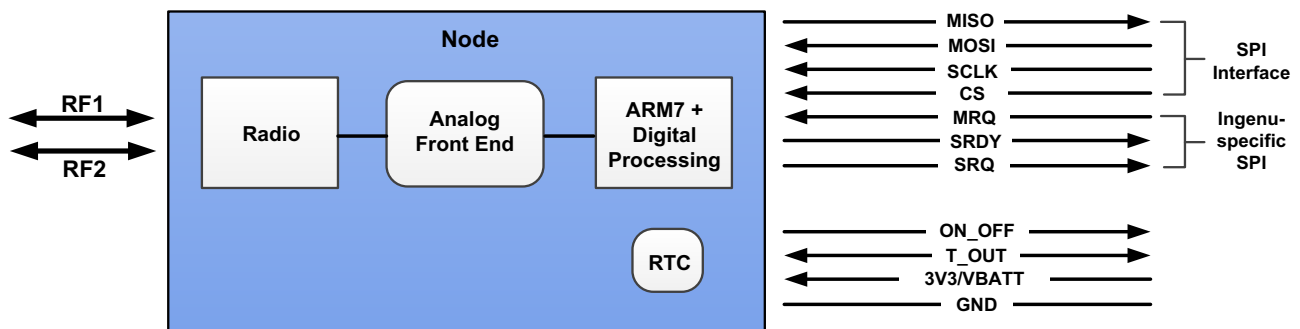 Node
RF1
RF2
Radio
Analog
Front End
ARM7 +
Digital
Processing
RTC
MISO
MOSI
SCLK
CS
MRQ
SRDY
SRQ
SPI
Interface
Ingenu-
specific
SPI
ON_OFF
T_OUT
3V3/VBATT
GND